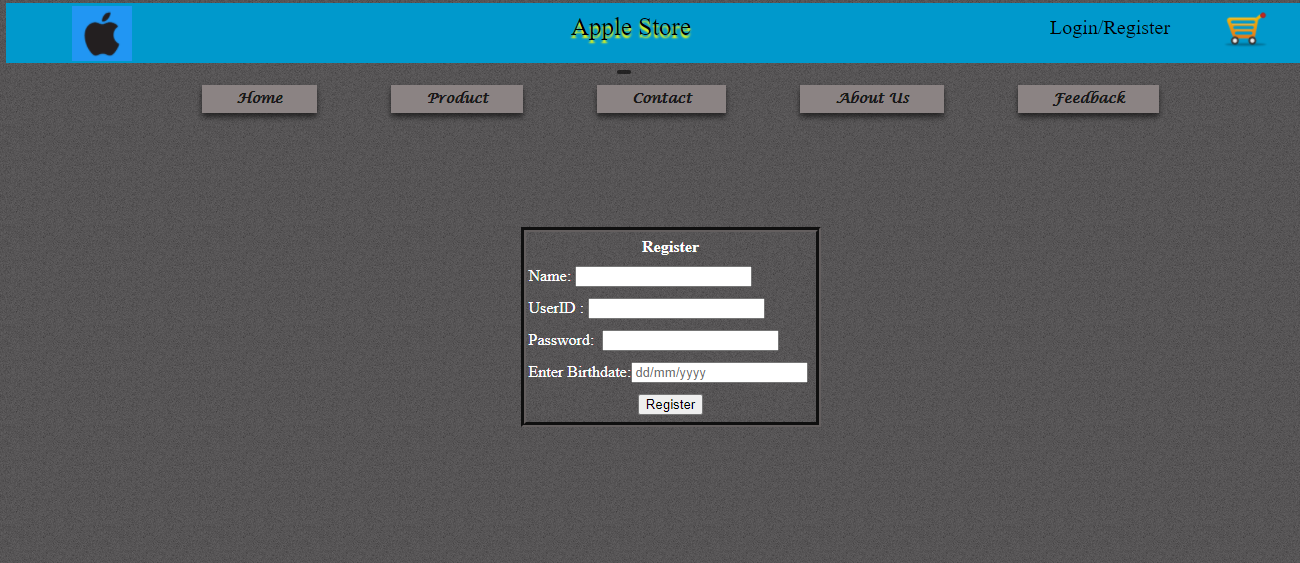 Apple Store Login/Register
Home Product Contact About Us Feedback
Register
Name:
UserID :
Password:
Enter Birthdate: dd/mm/yyyy
Register